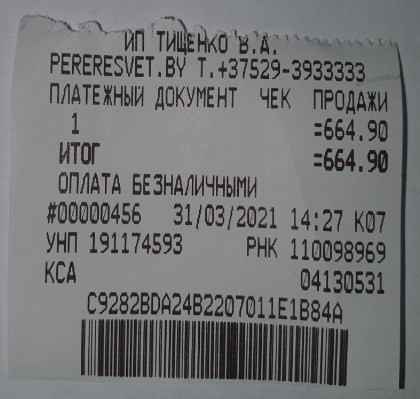 ИП ТИЩЕНКО В.А.
PERERESVET.BY Т.+37529-3933333
ПЛАТЕЖНЫЙ ДОКУМЕНТ ЧЕК ПРОДАЖИ
1 =664.90
ИТОГ =664.90
ОПЛАТА БЕЗНАЛИЧНЫМИ
#00000456 31/03/2021 14:27 К07
УНП 191174593 РНК 110098969
КСА 04130531
C9282BDA24B2207011E1B84A